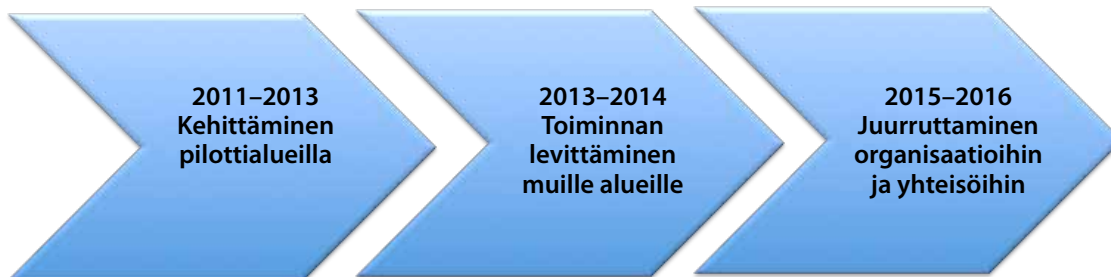 2011–2013
Kehittäminen
pilottialueilla
2013–2014
Toiminnan
levittäminen
muille alueille
2015–2016
Juurruttaminen
organisaatioihin
ja yhteisöihin